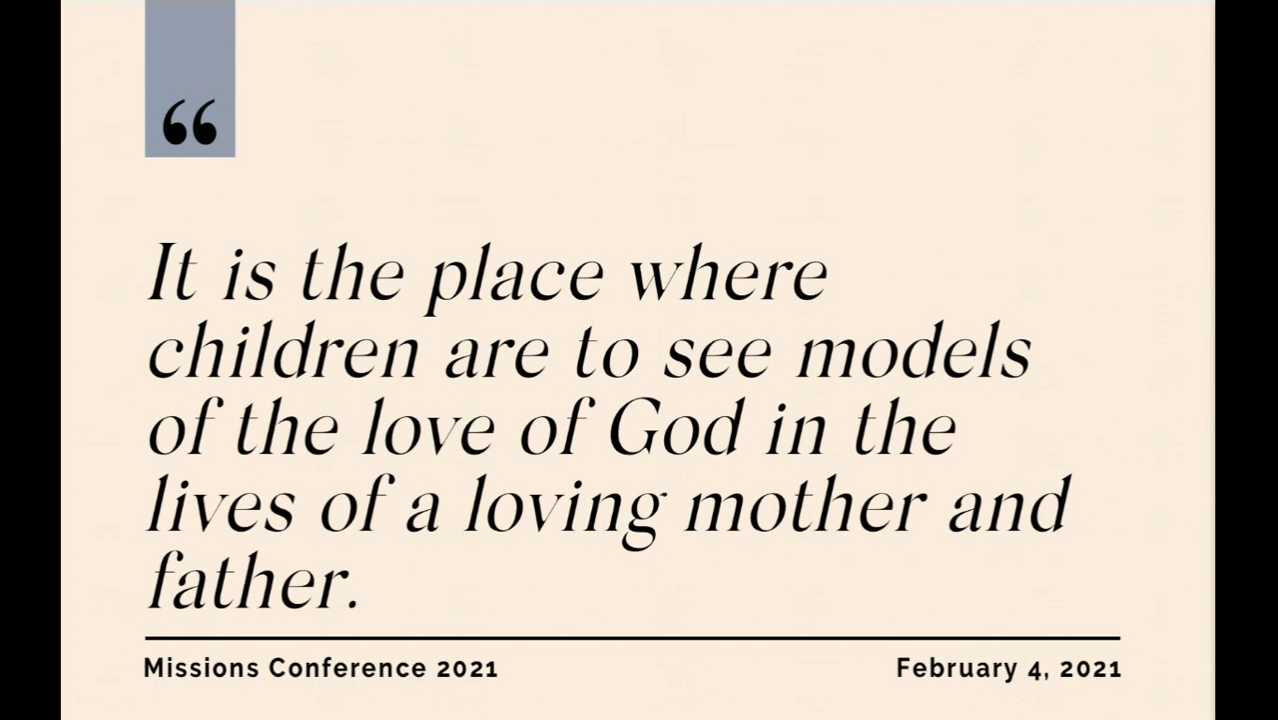 “
It is the place where
children are to see models
of the love of God in the
lives of a loving mother and
father.
Missions Conference 2021
February 4, 2021